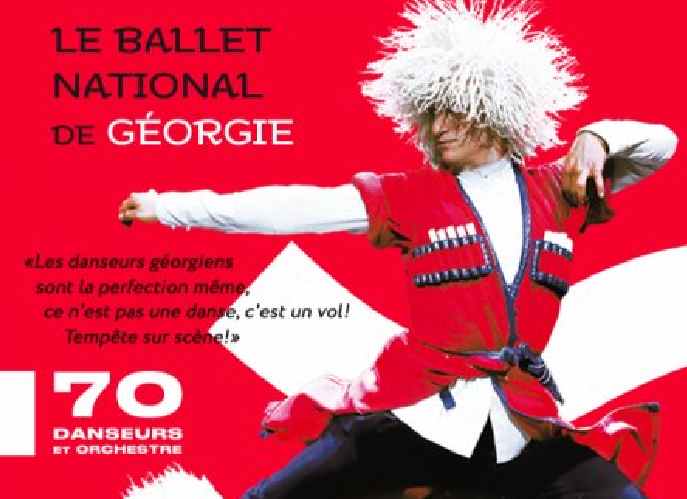 LE BALLET
NATIONAL
DE GÉORGIE
«Les danseurs géorgiens
sont la perfection même,
ce n'est pas une danse, c'est un vol!
Tempête sur scène!»
70
DANSEURS
ET ORCHESTRE